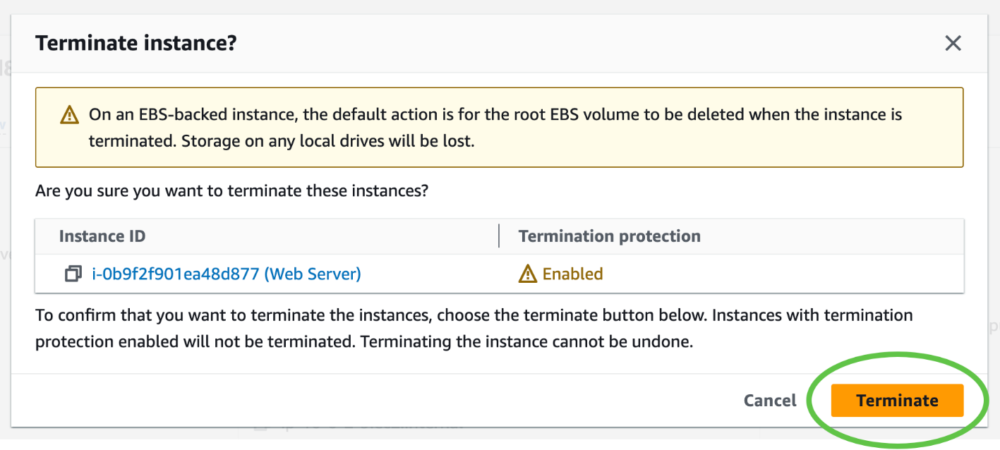 Terminate instance?
On an EBS-backed instance, the default action is for the root EBS volume to be deleted when the instance is
terminated. Storage on any local drives will be lost.
Are you sure you want to terminate these instances?
Instance ID
Termination protection
i-0b9f2f901ea48d877 (Web Server)
Enabled
To confirm that you want to terminate the instances, choose the terminate button below. Instances with termination
protection enabled will not be terminated. Terminating the instance cannot be undone.
Cancel
Terminate